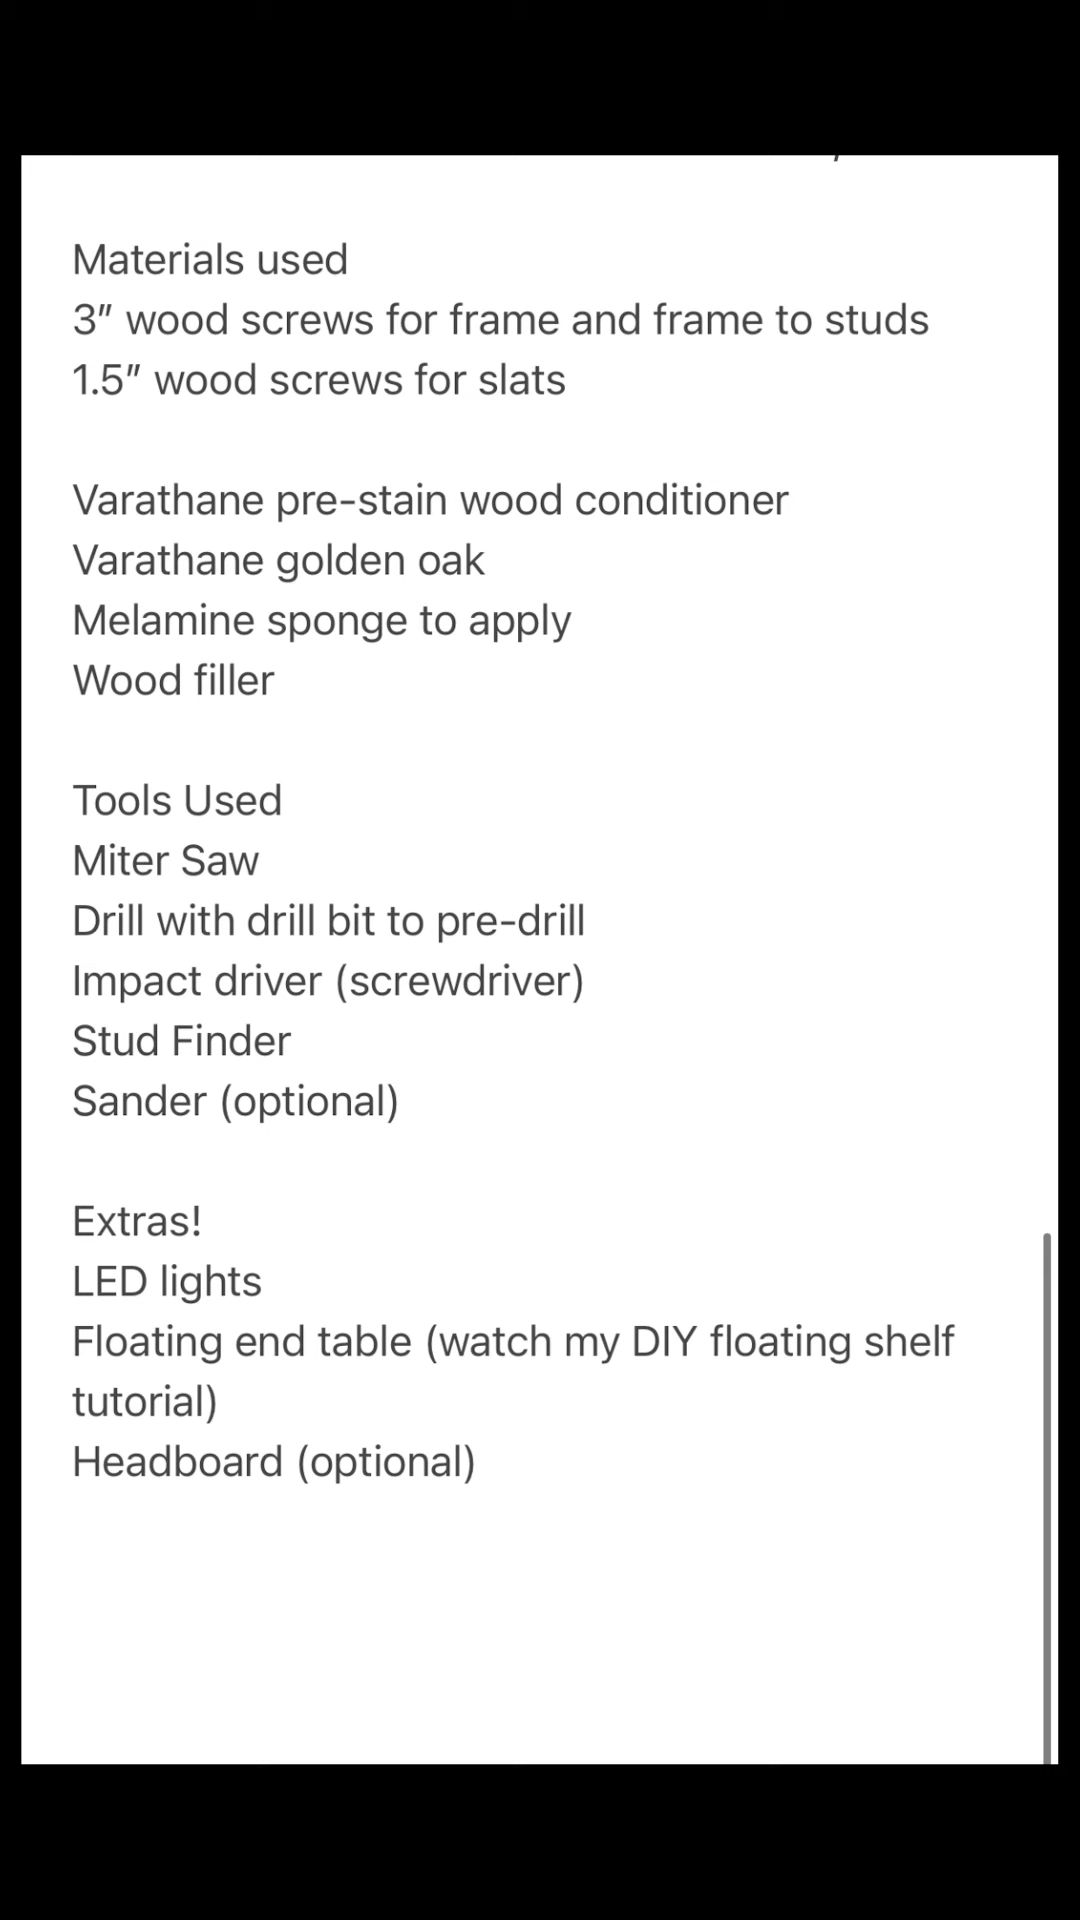 Materials used
3" wood screws for frame and frame to studs
1.5" wood screws for slats
Varathane pre-stain wood conditioner
Varathane golden oak
Melamine sponge to apply
Wood filler
Tools Used
Miter Saw
Drill with drill bit to pre-drill
Impact driver (screwdriver)
Stud Finder
Sander (optional)
Extras!
LED lights
Floating end table (watch my DIY floating shelf
tutorial)
Headboard (optional)